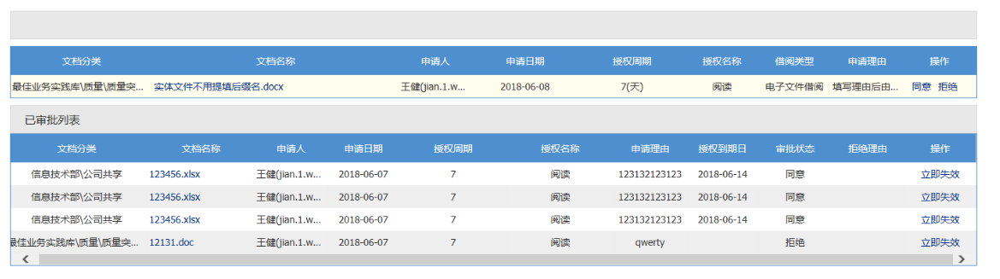 文档分类 文档名称 申请人 申请日期 授权周期 授权名称 借阅类型 申请理由 操作
最佳业务实践库\质量\质量突... 实体文件不用提填后缀名.docx 王健(jian.1.w... 2018-06-08 7(天) 阅读 电子文件借阅 填写理由后由... 同意 拒绝
已审批列表
文档分类 文档名称 申请人 申请日期 授权周期 授权名称 申请理由 授权到期日 审批状态 拒绝理由 操作
信息技术部\公司共享 123456.xlsx 王健(jian.1.w... 2018-06-07 7 阅读 123132123123 2018-06-14 同意 立即失效
信息技术部\公司共享 123456.xlsx 王健(jian.1.w... 2018-06-07 7 阅读 123132123123 2018-06-14 同意 立即失效
信息技术部\公司共享 123456.xlsx 王健(jian.1.w... 2018-06-07 7 阅读 123132123123 2018-06-14 同意 立即失效
最佳业务实践库\质量\质量突... 12131.doc 王健(jian.1.w... 2018-06-07 7 阅读 qwerty 拒绝 立即失效